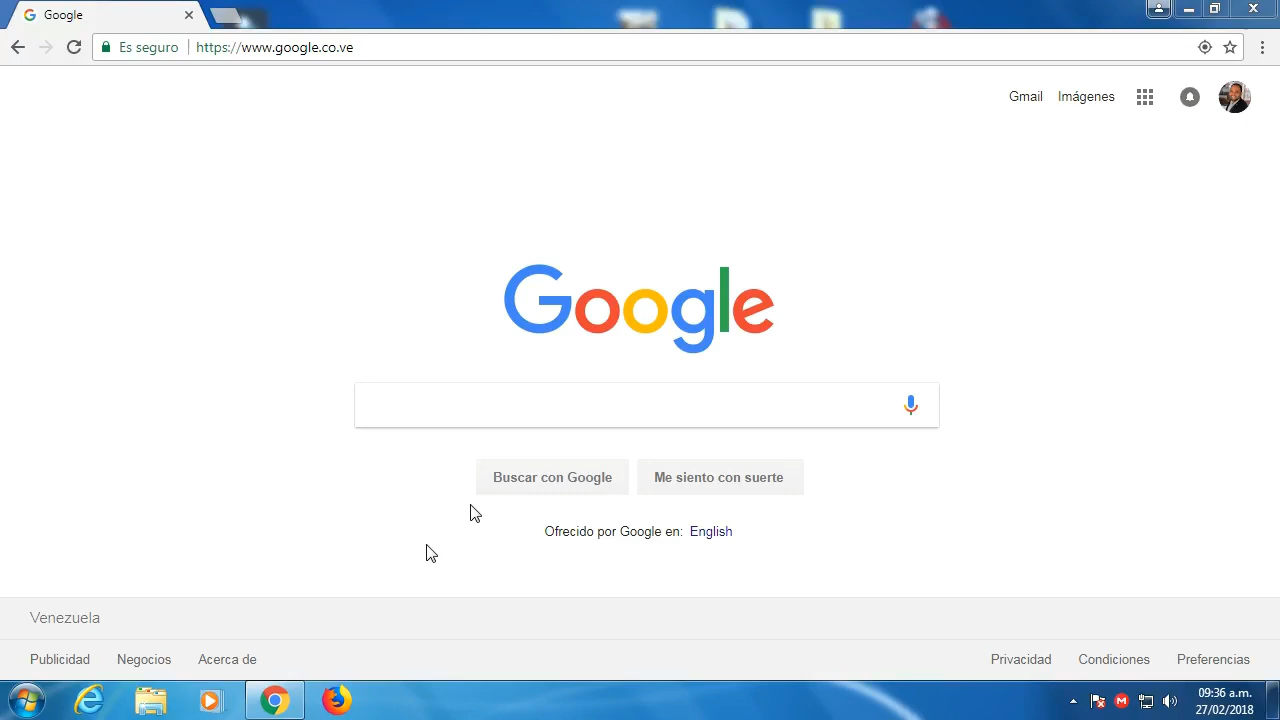 Google
Es seguro
https://www.google.co.ve
Gmail Imágenes
Google
Buscar con Google Me siento con suerte
Ofrecido por Google en: English
Venezuela
Publicidad Negocios Acerca de Privacidad Condiciones Preferencias
09:36 a.m.
27/02/2018